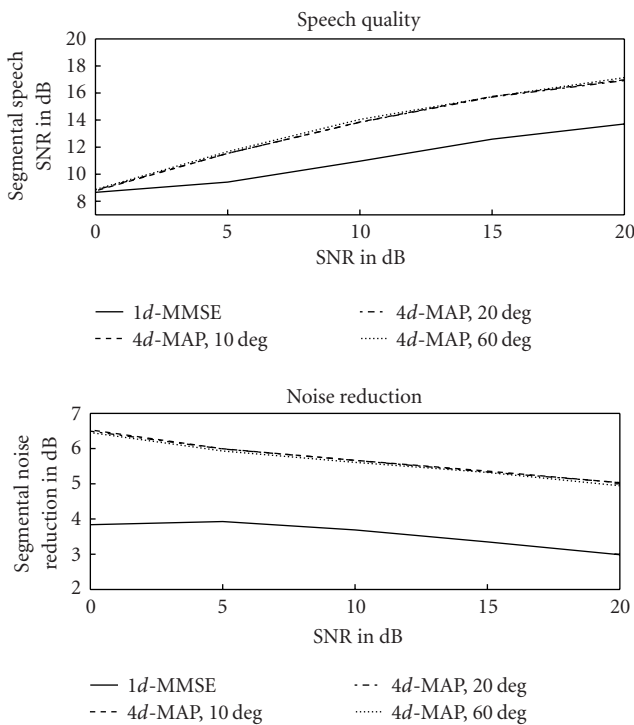 Speech quality
Segmental speech
SNR in dB
20
18
16
14
12
10
8
0 5 10 15 20
SNR in dB
1d-MMSE
4d-MAP, 10 deg
4d-MAP, 20 deg
4d-MAP, 60 deg
Noise reduction
Segmental noise
reduction in dB
7
6
5
4
3
2
0 5 10 15 20
SNR in dB
1d-MMSE
4d-MAP, 10 deg
4d-MAP, 20 deg
4d-MAP, 60 deg